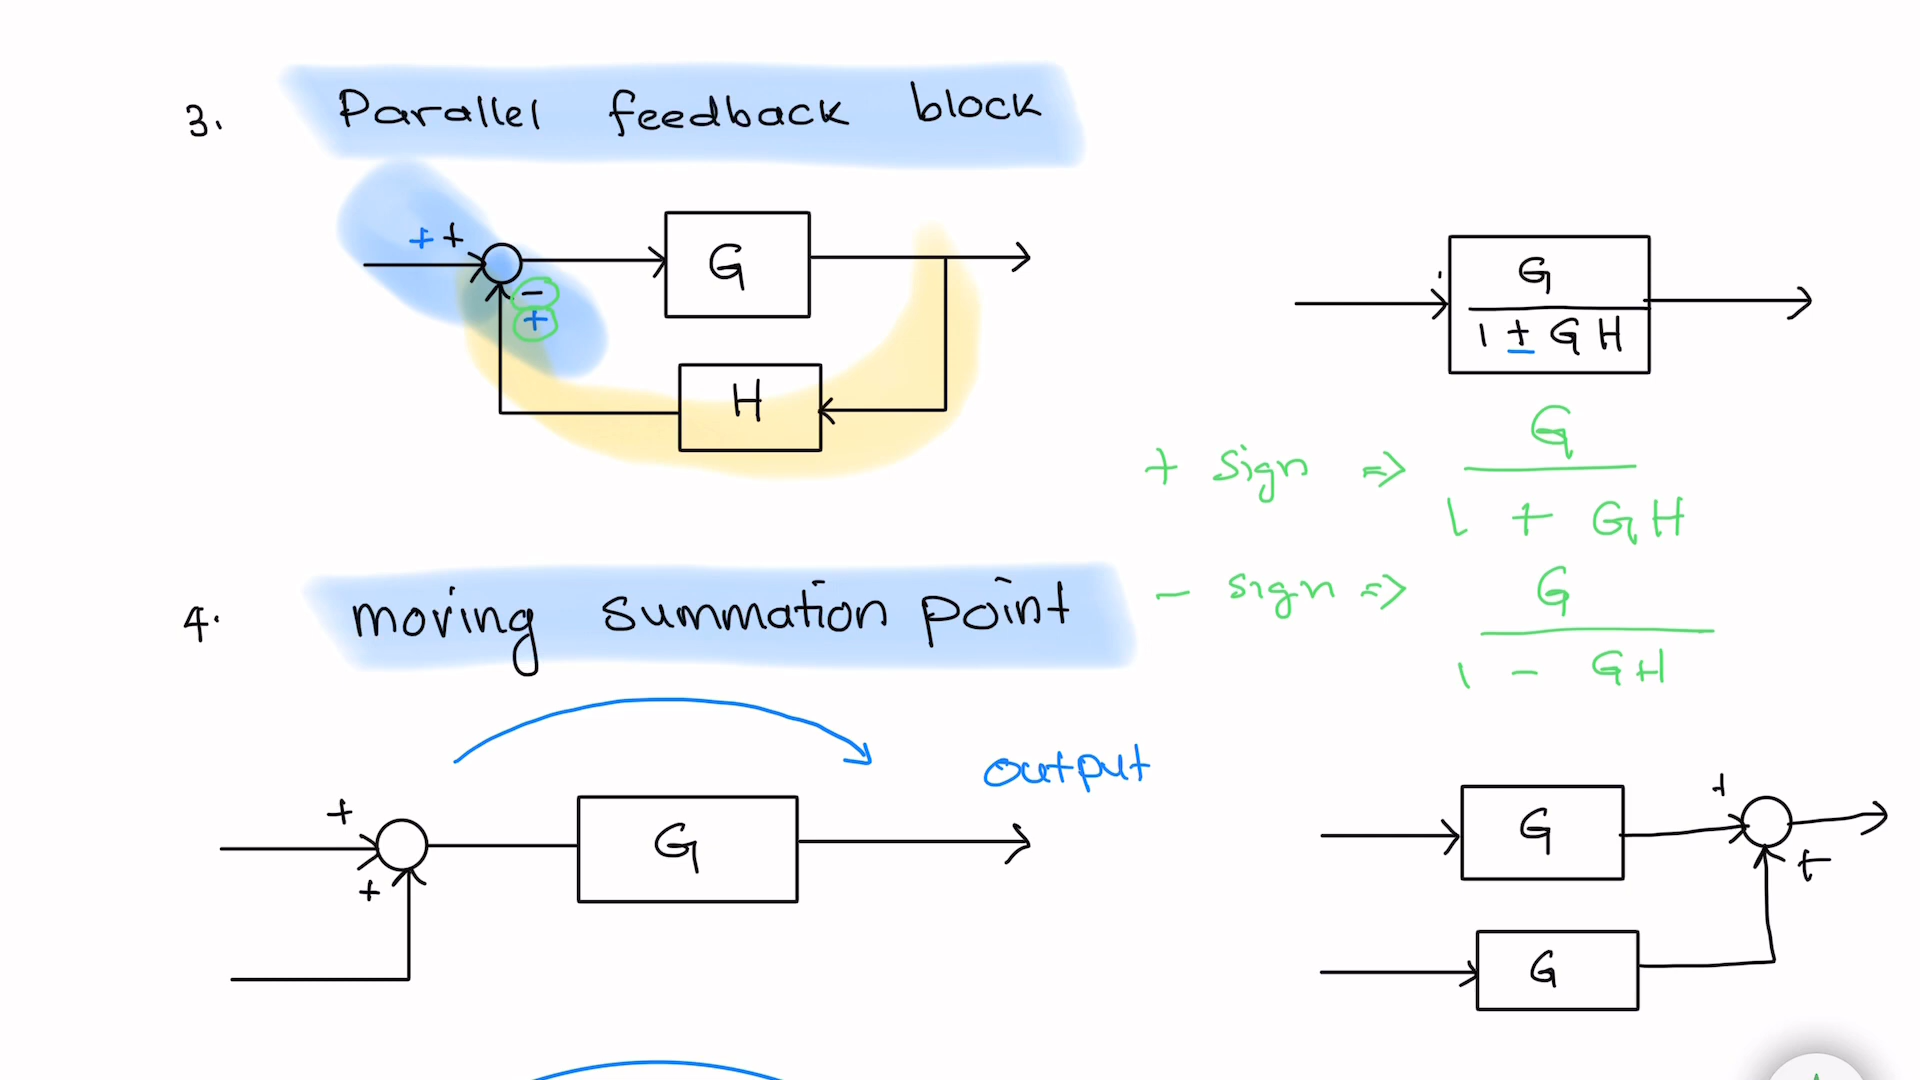 3. Parallel feedback block
+ +
-
+
G
H
G
1 ± G H
+ sign => G
1 + G H
- sign => G
1 - G H
4. moving summation point
output
+
+
G
G
+
+
G